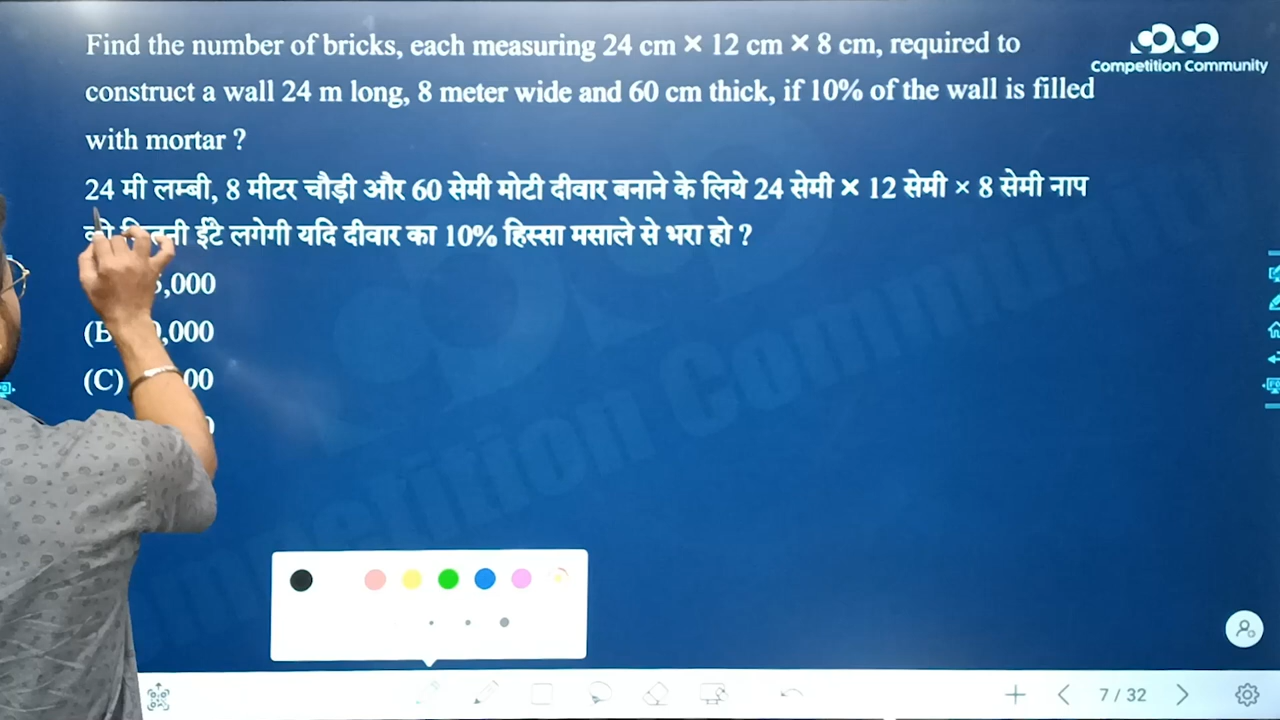 Find the number of bricks, each measuring 24 cm × 12 cm × 8 cm, required to
construct a wall 24 m long, 8 meter wide and 60 cm thick, if 10% of the wall is filled
with mortar ?
24 मी लम्बी, 8 मीटर चौड़ी और 60 सेमी मोटी दीवार बनाने के लिये 24 सेमी × 12 सेमी × 8 सेमी नाप
ईंटै लगेगी यदि दीवार का 10% हिस्सा मसाले से भरा हो ?
,000
(B ,000
(C) 00
Competition Community
7 / 32